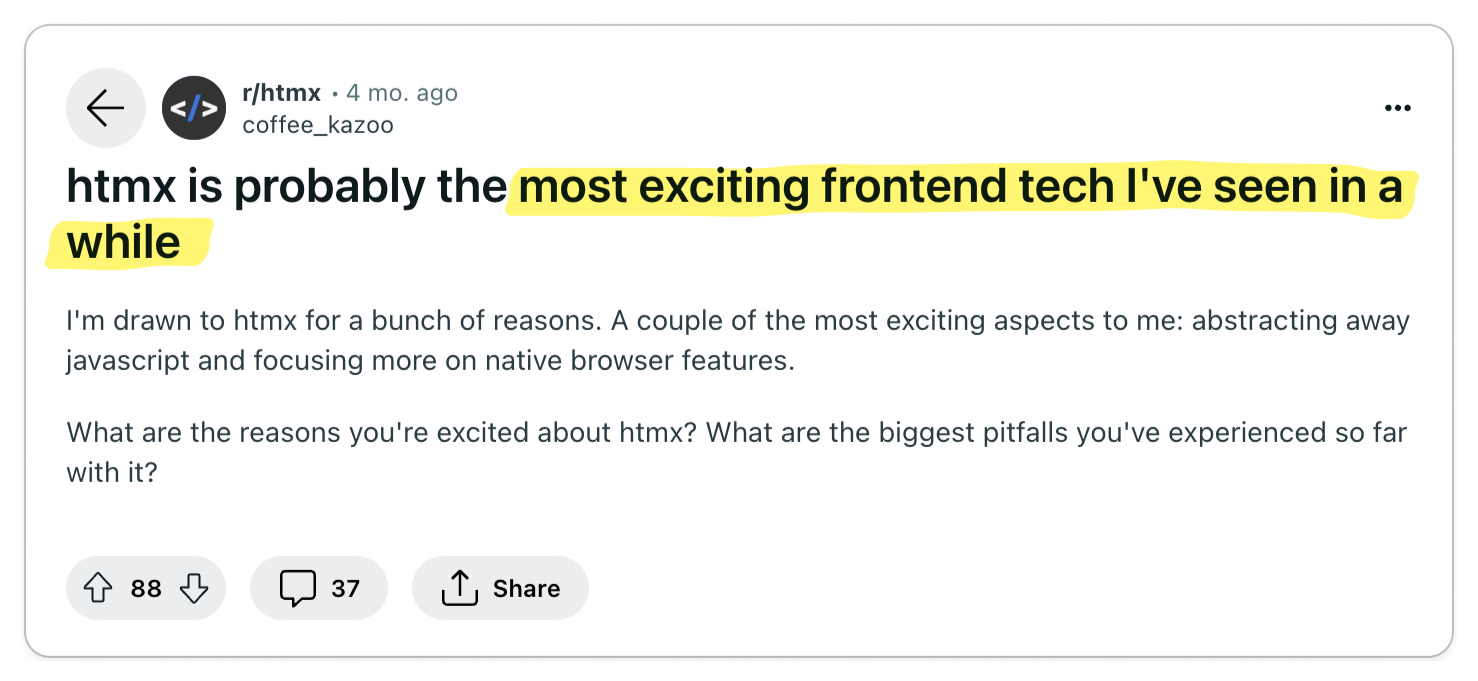 r/htmx • 4 mo. ago
coffee_kazoo
</>
htmx is probably the most exciting frontend tech I've seen in a
while
I'm drawn to htmx for a bunch of reasons. A couple of the most exciting aspects to me: abstracting away
javascript and focusing more on native browser features.
What are the reasons you're excited about htmx? What are the biggest pitfalls you've experienced so far
with it?
88
37
Share